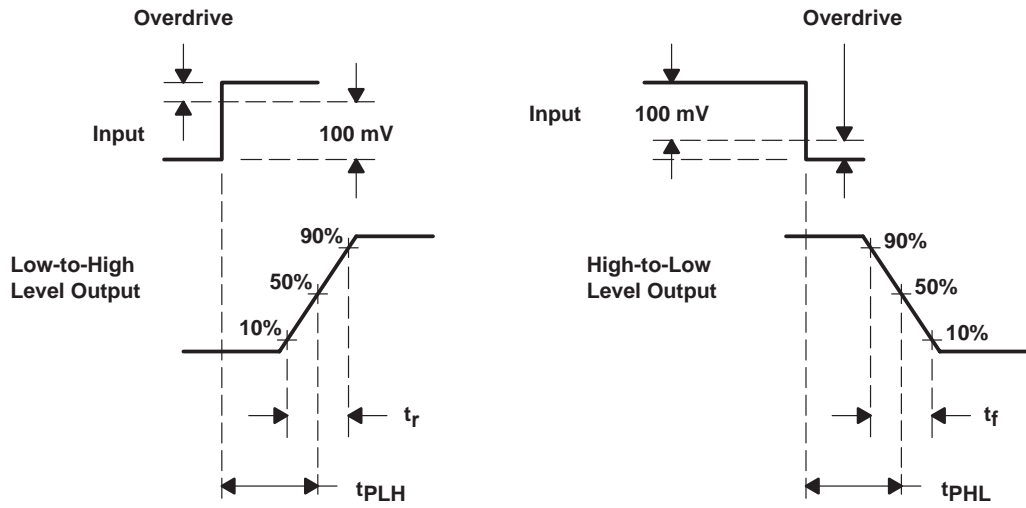 Overdrive
Input
100 mV
Low-to-High
Level Output
90%
50%
10%
tr
tPLH
Overdrive
Input
100 mV
High-to-Low
Level Output
90%
50%
10%
tf
tPHL